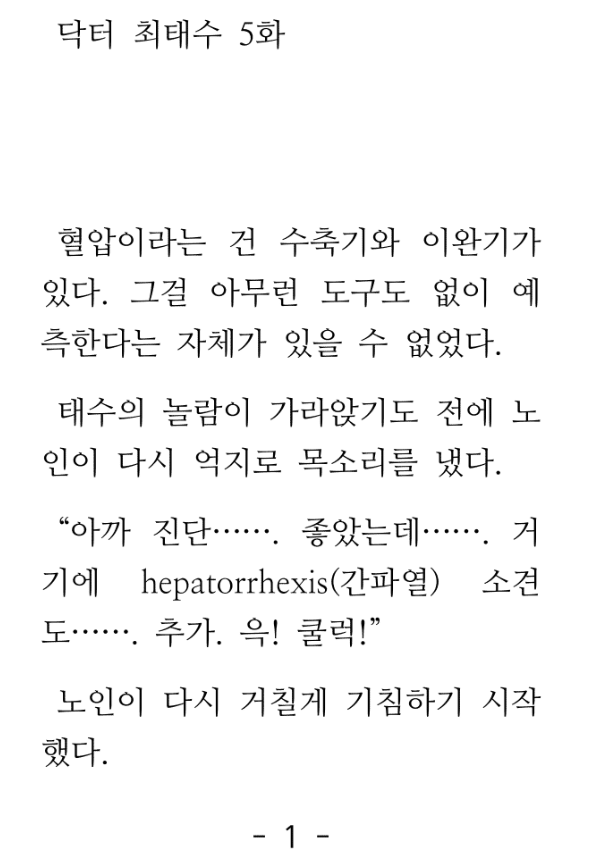 닥터 최태수 5화
혈압이라는 건 수축기와 이완기가
있다. 그걸 아무런 도구도 없이 예
측한다는 자체가 있을 수 없었다.
태수의 놀람이 가라앉기도 전에 노
인이 다시 억지로 목소리를 냈다.
“아까 진단……. 좋았는데……. 거
기에 hepatorrhexis(간파열) 소견
도……. 추가. 윽! 쿨럭!”
노인이 다시 거칠게 기침하기 시작
했다.
- 1 -